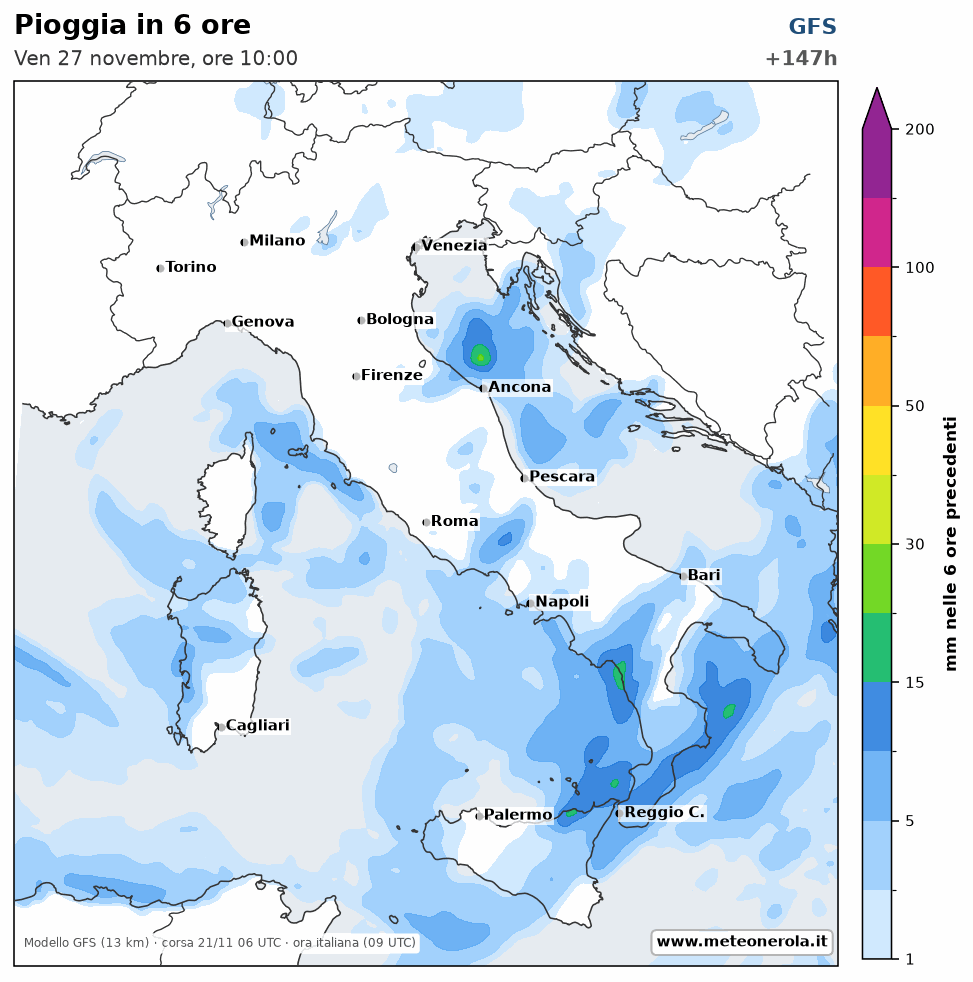 Pioggia in 6 ore
GFS
Ven 27 novembre, ore 10:00
+147h
200
100
50
30
15
5
1
mm nelle 6 ore precedenti
Milano
Venezia
Torino
Genova
Bologna
Firenze
Ancona
Pescara
Roma
Bari
Napoli
Cagliari
Palermo
Reggio C.
Modello GFS (13 km) · corsa 21/11 06 UTC · ora italiana (09 UTC)
www.meteonerola.it